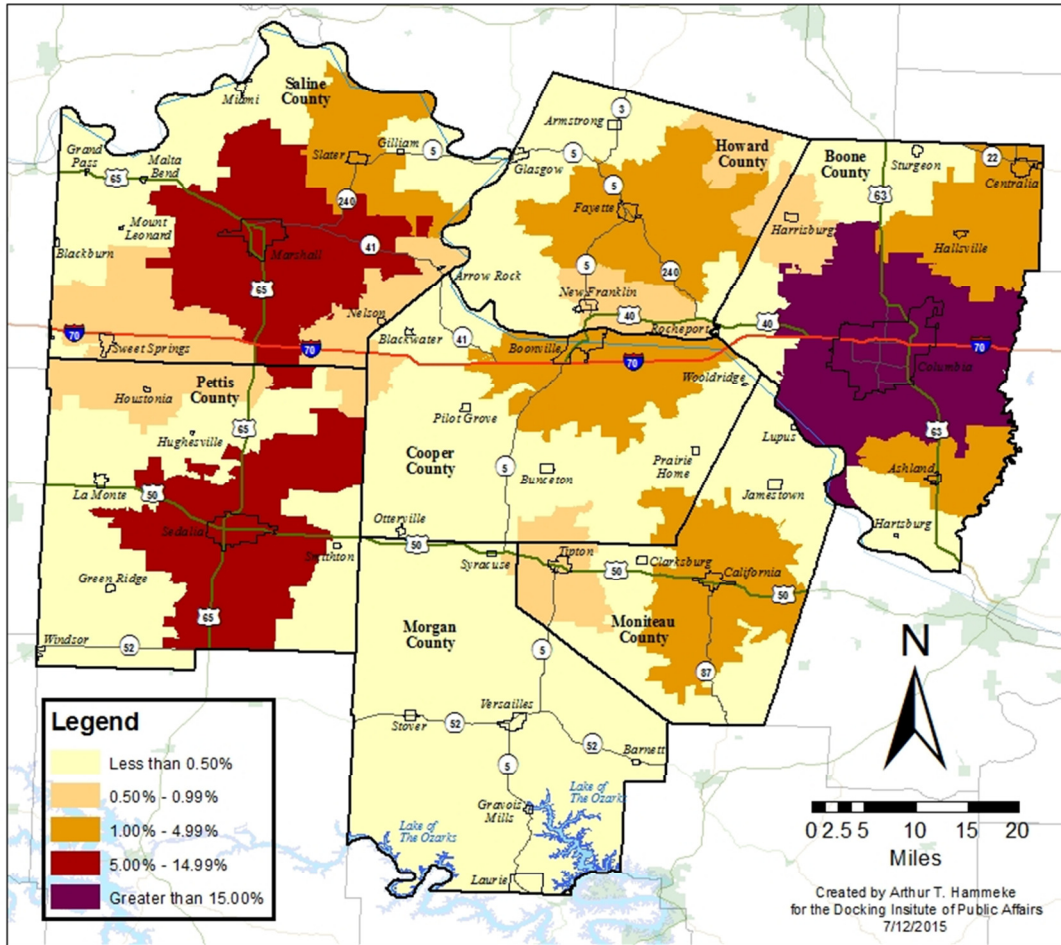 Saline
County
Miami
Grand
Pass
Malta
Bend
65
Slater
Gilliam
5
240
Mount
Leonard
Blackburn
Marshall
41
65
Arrow Rock
Nelson
70
Sweet Springs
70
Blackwater
41
3
Armstrong
5
Glasgow
Howard
County
5
Fayette
5
240
New Franklin
40
Rocheport
Boone
County
Sturgeon
63
22
Centralia
Harrisburg
Hallsville
40
70
Columbia
63
Ashland
Hartsburg
Lupus
Pettis
County
Houstonia
65
Hughesville
La Monte
50
Sedalia
Smithton
Green Ridge
65
Windsor
52
Boonville
70
Wooldridge
Pilot Grove
Cooper
County
5
Bunceton
Prairie
Home
Jamestown
Otterville
50
Syracuse
Tipton
Clarksburg
50
California
50
Moniteau
County
87
Morgan
County
5
Versailles
Stover
52
52
Barnett
5
Gravois
Mills
Lake of
The Ozarks
Lake of
The Ozarks
Laurie
N
Legend
Less than 0.50%
0.50% - 0.99%
1.00% - 4.99%
5.00% - 14.99%
Greater than 15.00%
0 2.5 5 10 15 20
Miles
Created by Arthur T. Hammeke
for the Docking Insitute of Public Affairs
7/12/2015